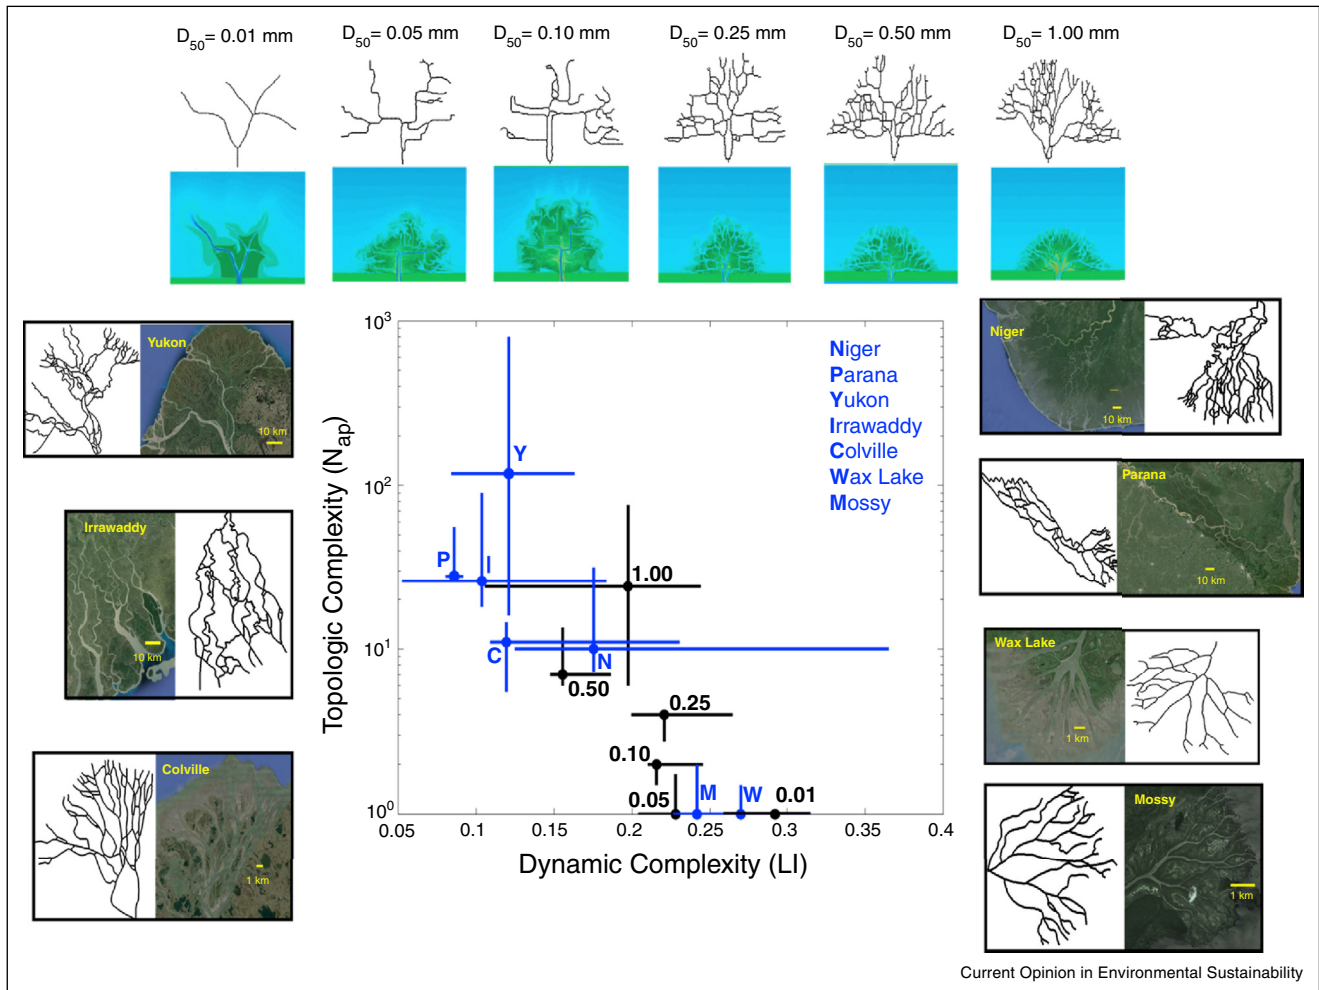 D50= 0.01 mm
D50= 0.05 mm
D50= 0.10 mm
D50= 0.25 mm
D50= 0.50 mm
D50= 1.00 mm
Yukon
10 km
Irrawaddy
10 km
Colville
1 km
Topologic Complexity (Nap)
10³
10²
10¹
10⁰
0.05
0.1
0.15
0.2
0.25
0.3
0.35
0.4
Dynamic Complexity (LI)
Niger
Parana
Yukon
Irrawaddy
Colville
Wax Lake
Mossy
Y
P
I
1.00
C
N
0.50
0.25
0.10
0.05
M
W
0.01
Niger
10 km
Parana
10 km
Wax Lake
1 km
Mossy
1 km
Current Opinion in Environmental Sustainability